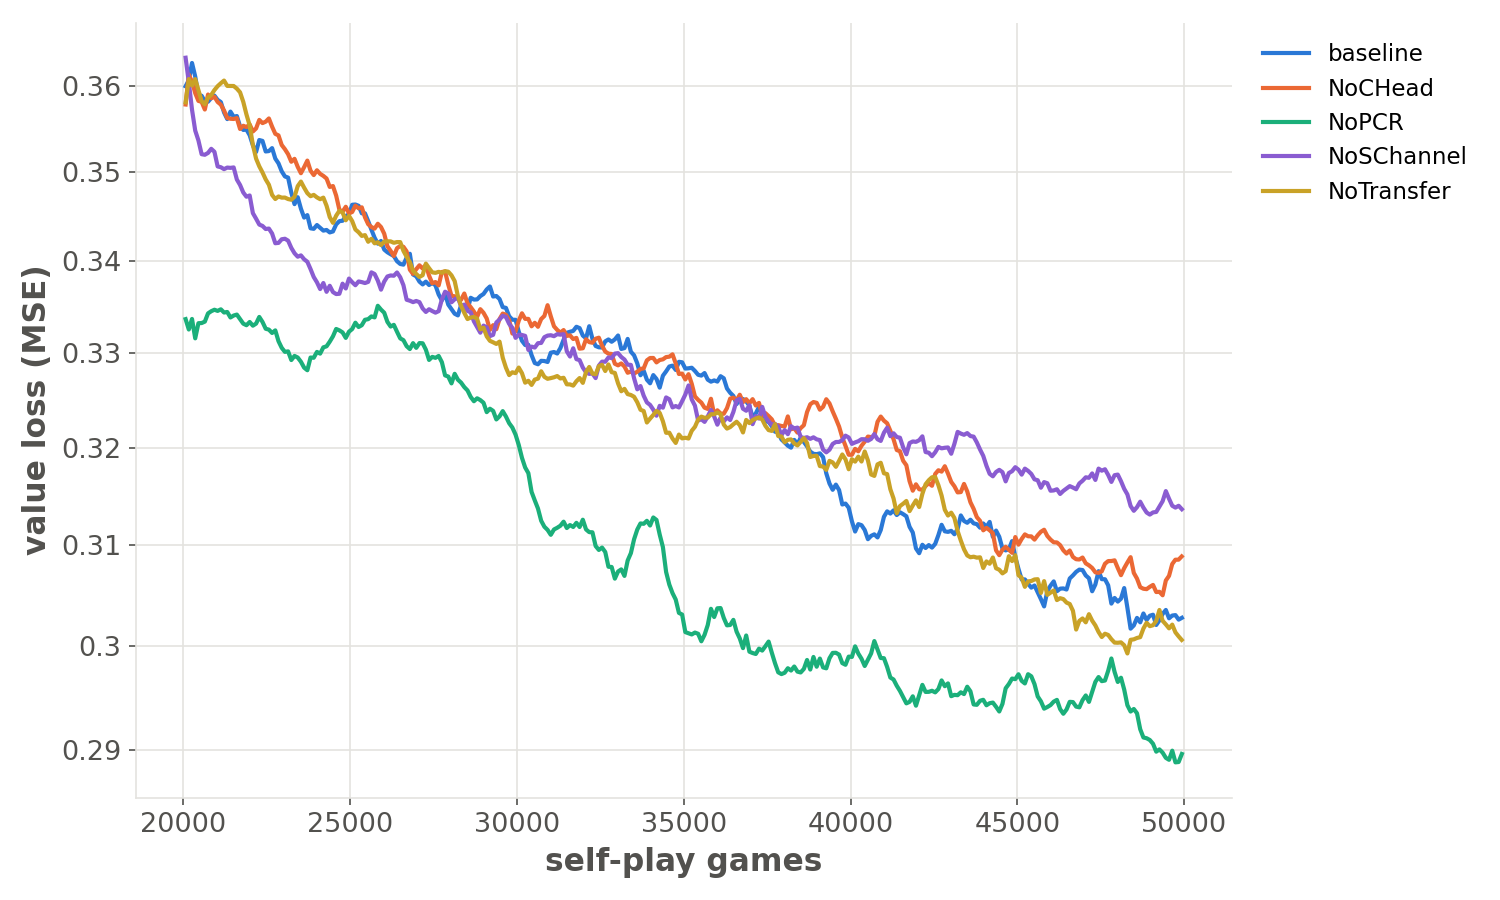 0.36
0.35
0.34
0.33
0.32
0.31
0.3
0.29
value loss (MSE)
20000
25000
30000
35000
40000
45000
50000
self-play games
baseline
NoCHead
NoPCR
NoSChannel
NoTransfer